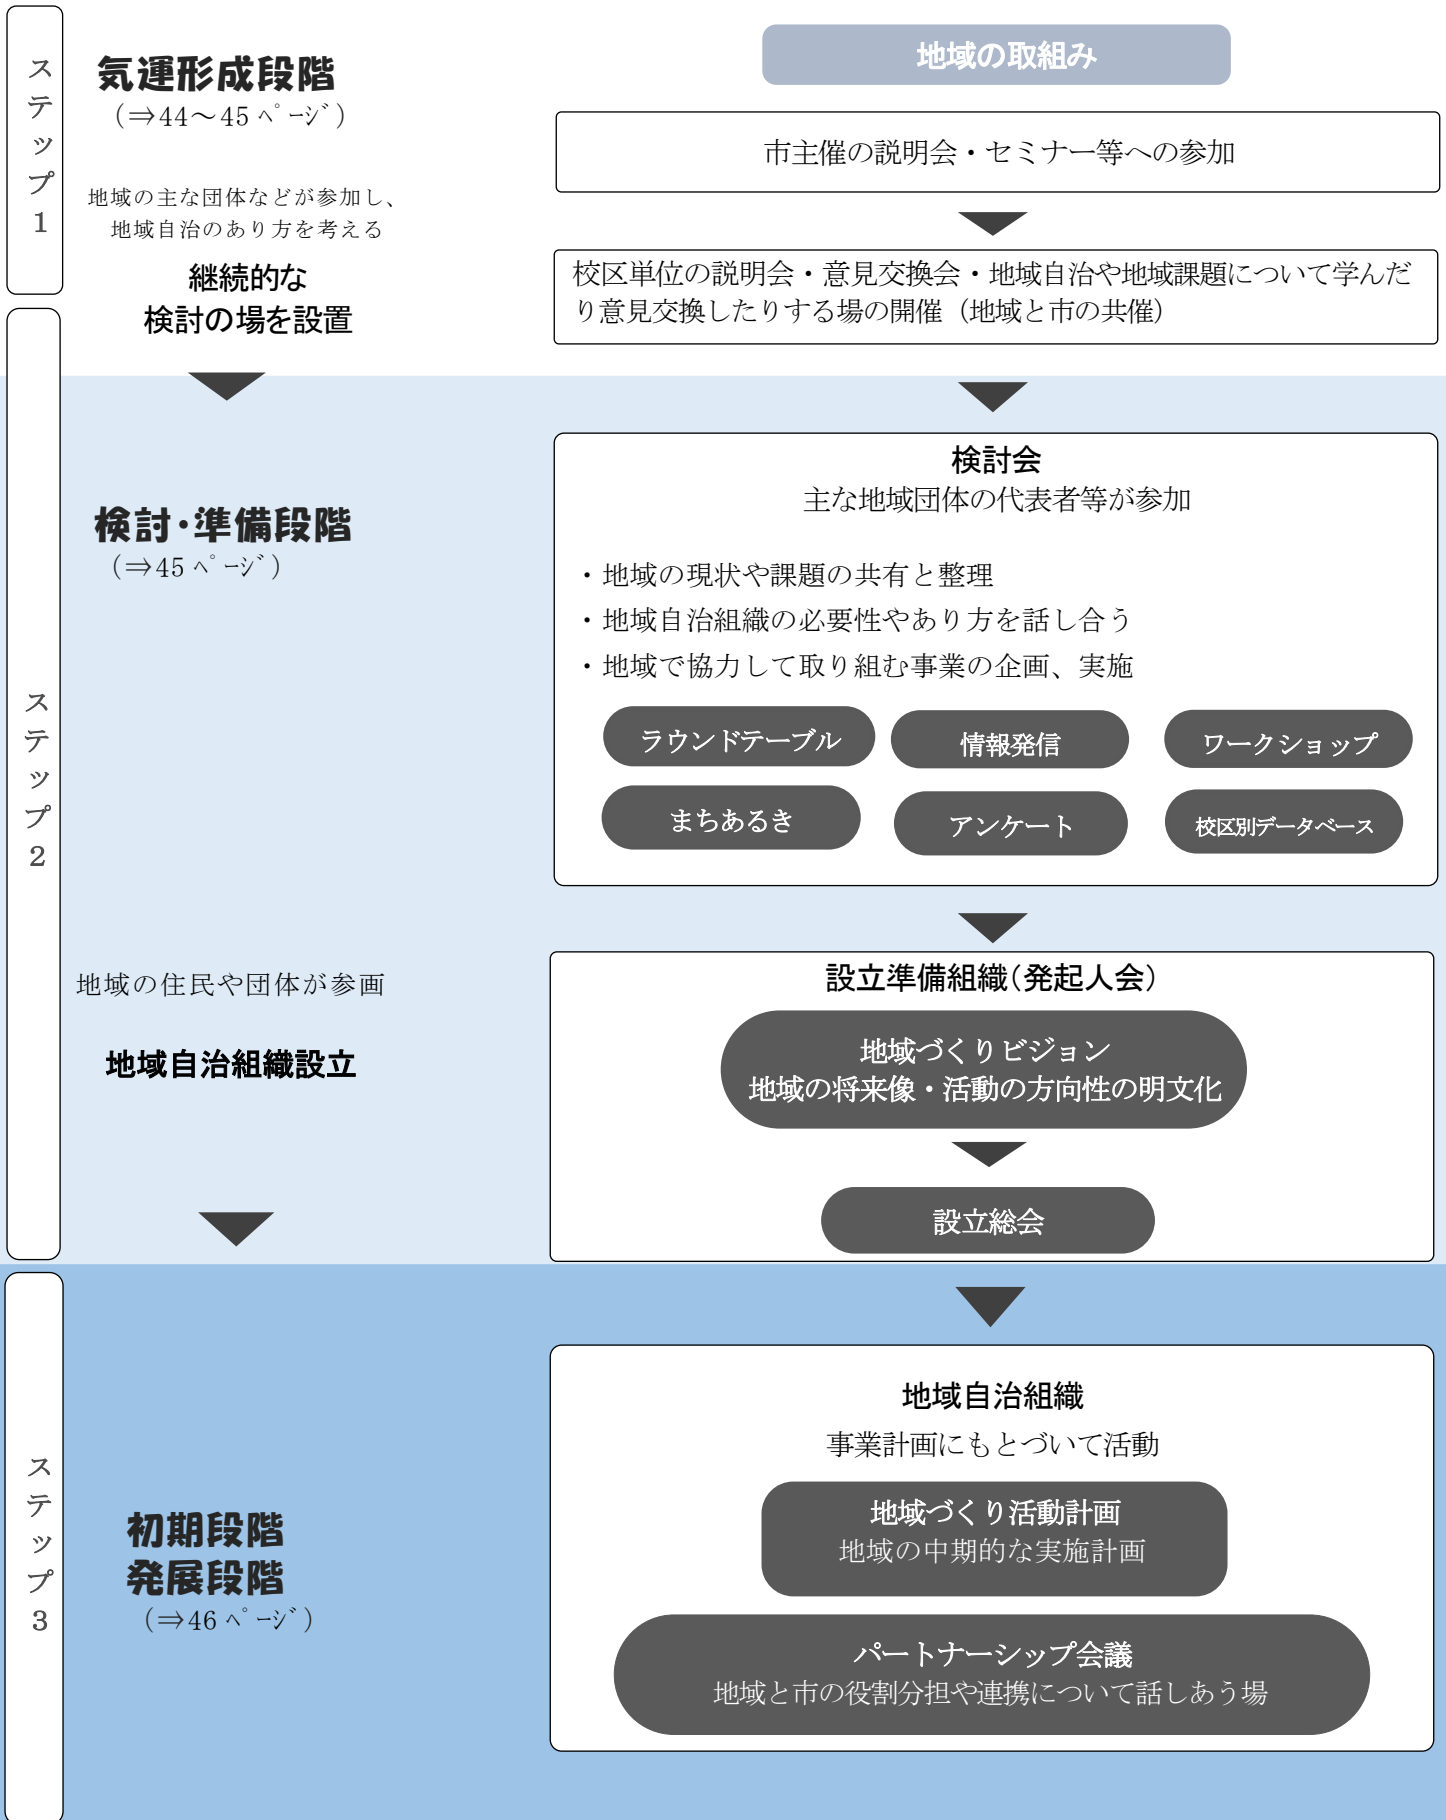 ステップ1
気運形成段階
(⇒44～45ページ)
地域の主な団体などが参加し、
地域自治のあり方を考える
継続的な
検討の場を設置
地域の取組み
市主催の説明会・セミナー等への参加
校区単位の説明会・意見交換会・地域自治や地域課題について学んだ
り意見交換したりする場の開催（地域と市の共催）
ステップ2
検討・準備段階
(⇒45ページ)
検討会
主な地域団体の代表者等が参加
・地域の現状や課題の共有と整理
・地域自治組織の必要性やあり方を話し合う
・地域で協力して取り組む事業の企画、実施
ラウンドテーブル
情報発信
ワークショップ
まちあるき
アンケート
校区別データベース
地域の住民や団体が参画
地域自治組織設立
設立準備組織（発起人会）
地域づくりビジョン
地域の将来像・活動の方向性の明文化
設立総会
ステップ3
初期段階
発展段階
(⇒46ページ)
地域自治組織
事業計画にもとづいて活動
地域づくり活動計画
地域の中期的な実施計画
パートナーシップ会議
地域と市の役割分担や連携について話しあう場